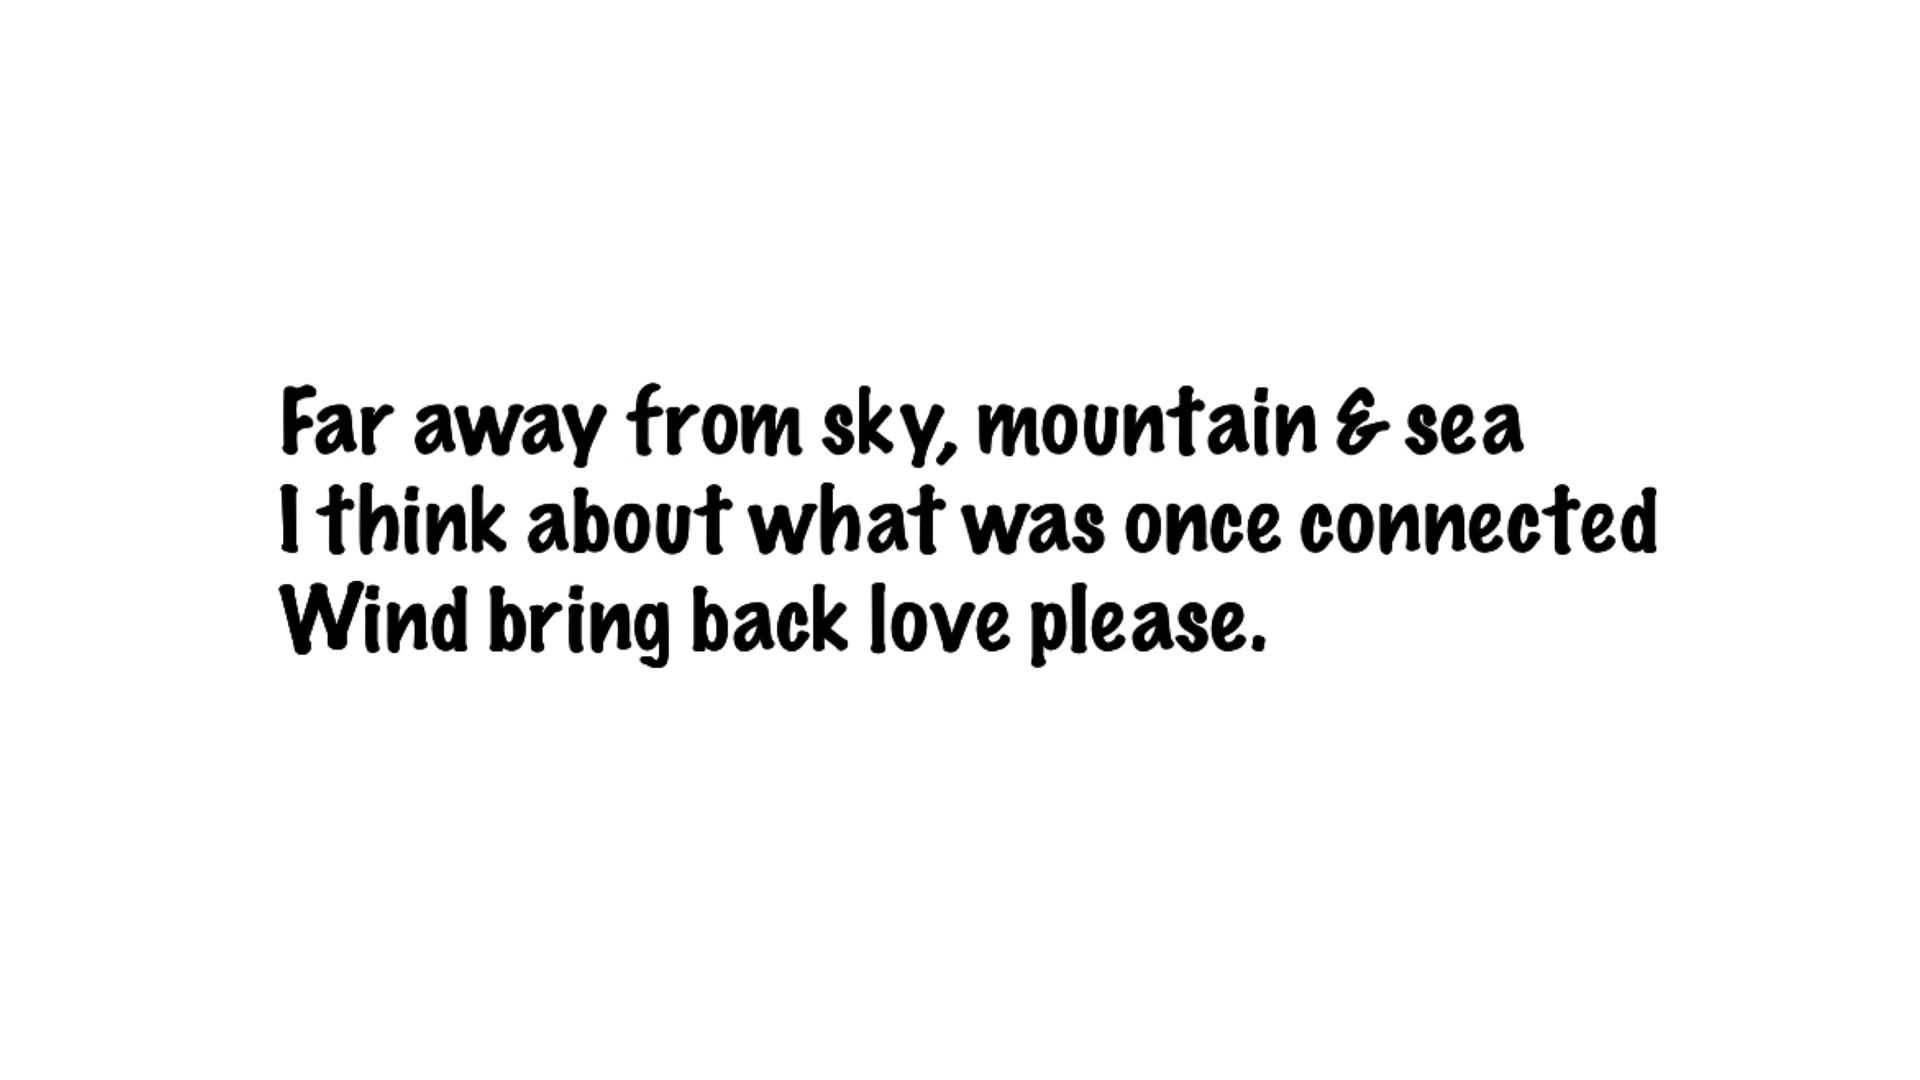 Far away from sky, mountain & sea
I think about what was once connected
Wind bring back love please.